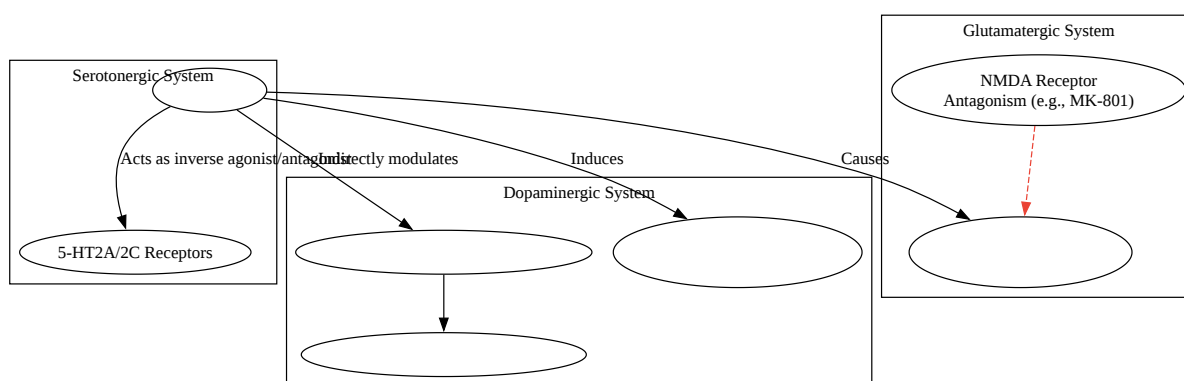 Glutamatergic System
Serotonergic System
NMDA Receptor
Antagonism (e.g., MK-801)
Acts as inverse agonist/antagonist
Indirectly modulates
Induces
Causes
Dopaminergic System
5-HT2A/2C Receptors